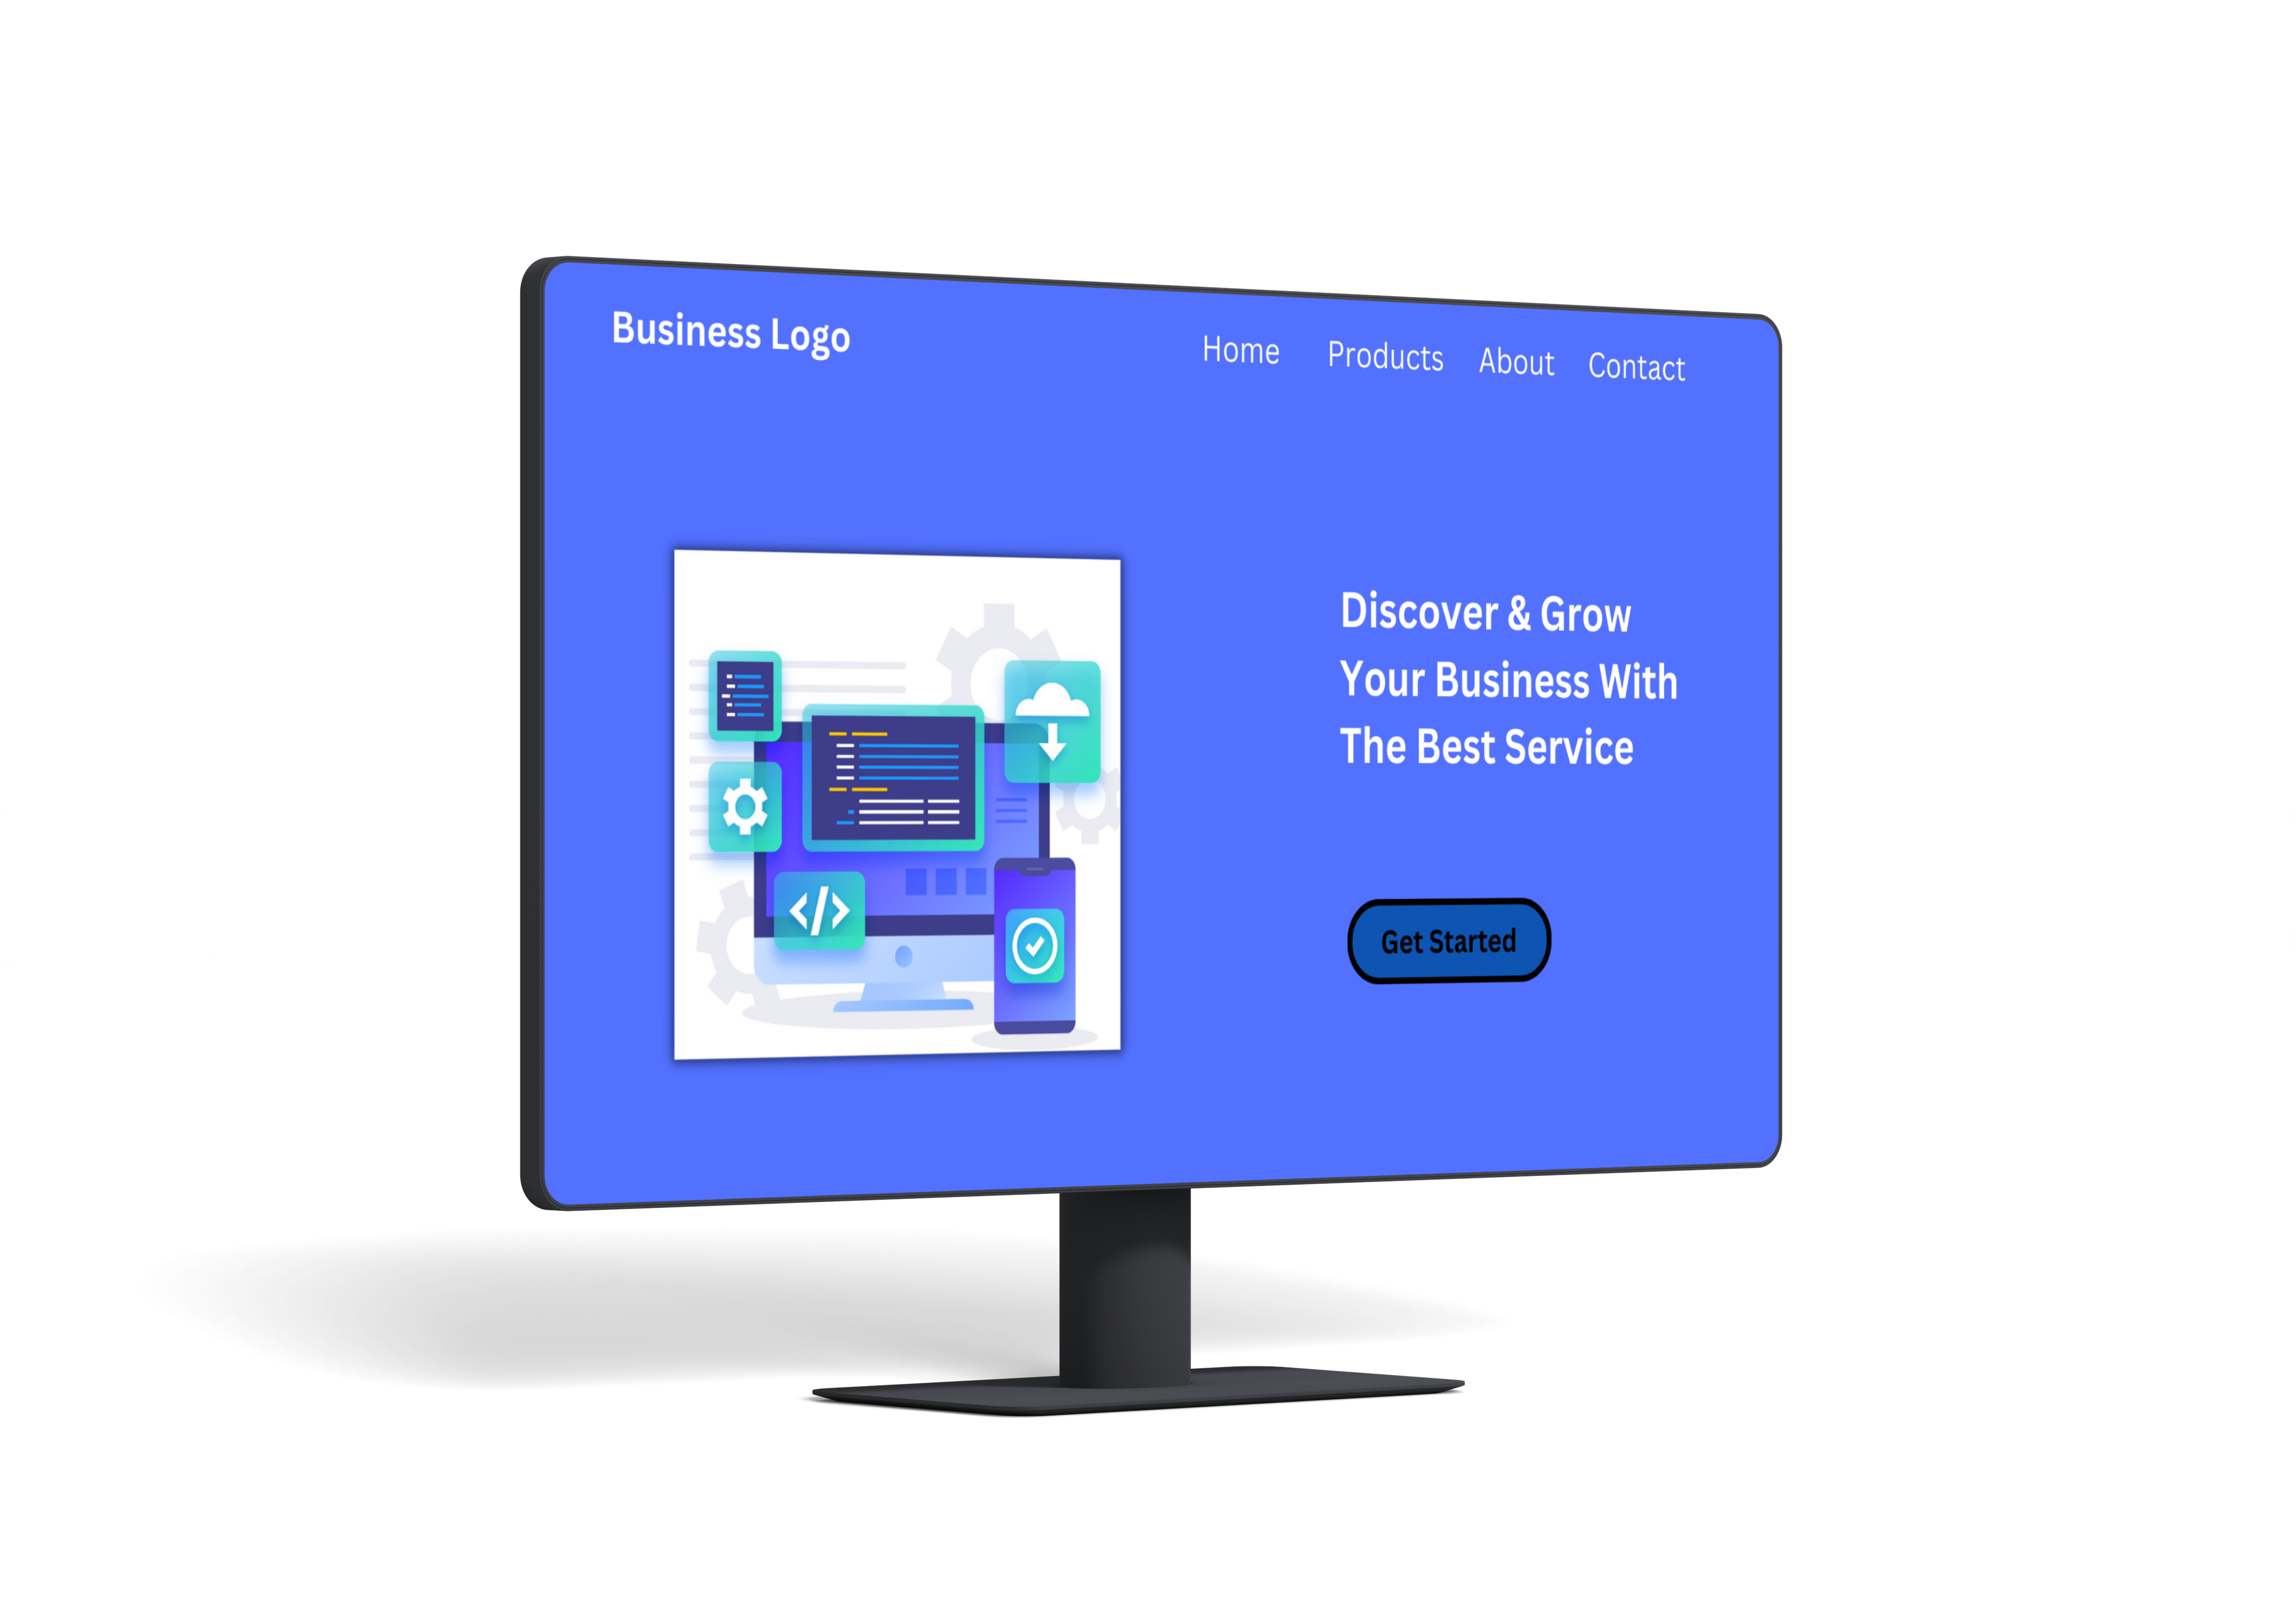 Business Logo
Home Products About Contact
Discover & Grow
Your Business With
The Best Service
Get Started
</>